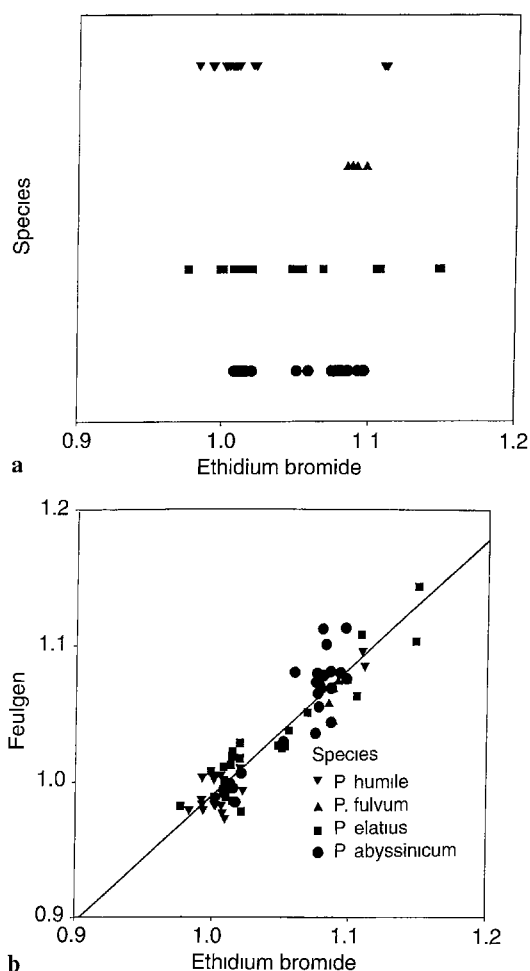 Species
0.9 1.0 1 1 1.2
Ethidium bromide
a
1.2
1.10
1.0
0.9
Feulgen
Species
P humile
P. fulvum
P elatius
P abyssinicum
0.9 1.0 1.1 1.2
Ethidium bromide
b